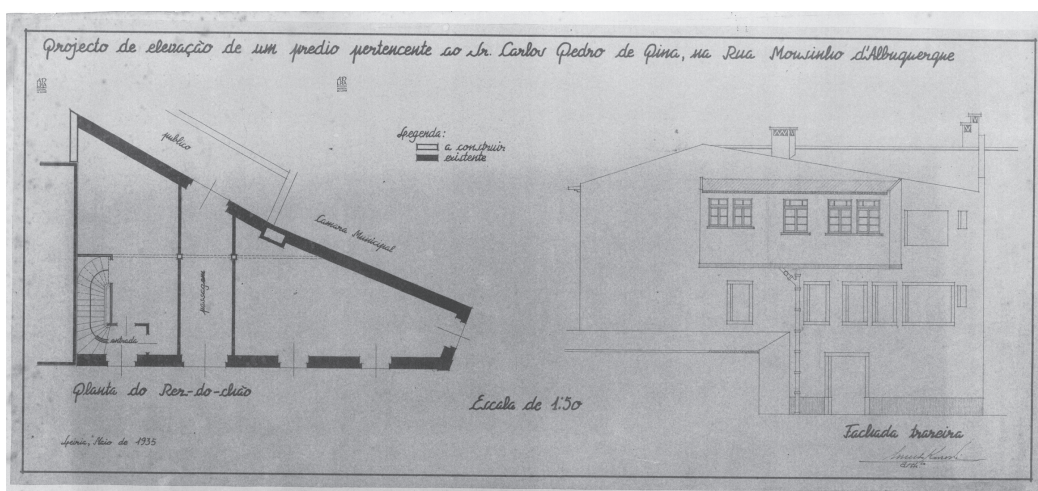 Projecto de elevação de um predio pertencente ao Sr. Carlos Pedro de Pina, na Rua Mousinho d'Albuquerque
publico
Legenda:
a construir
existente
Camara Municipal
passagem
entrada
Planta do Rez-do-chão
Escala de 1:50
Leiria, Maio de 1935
Fachada trazeira